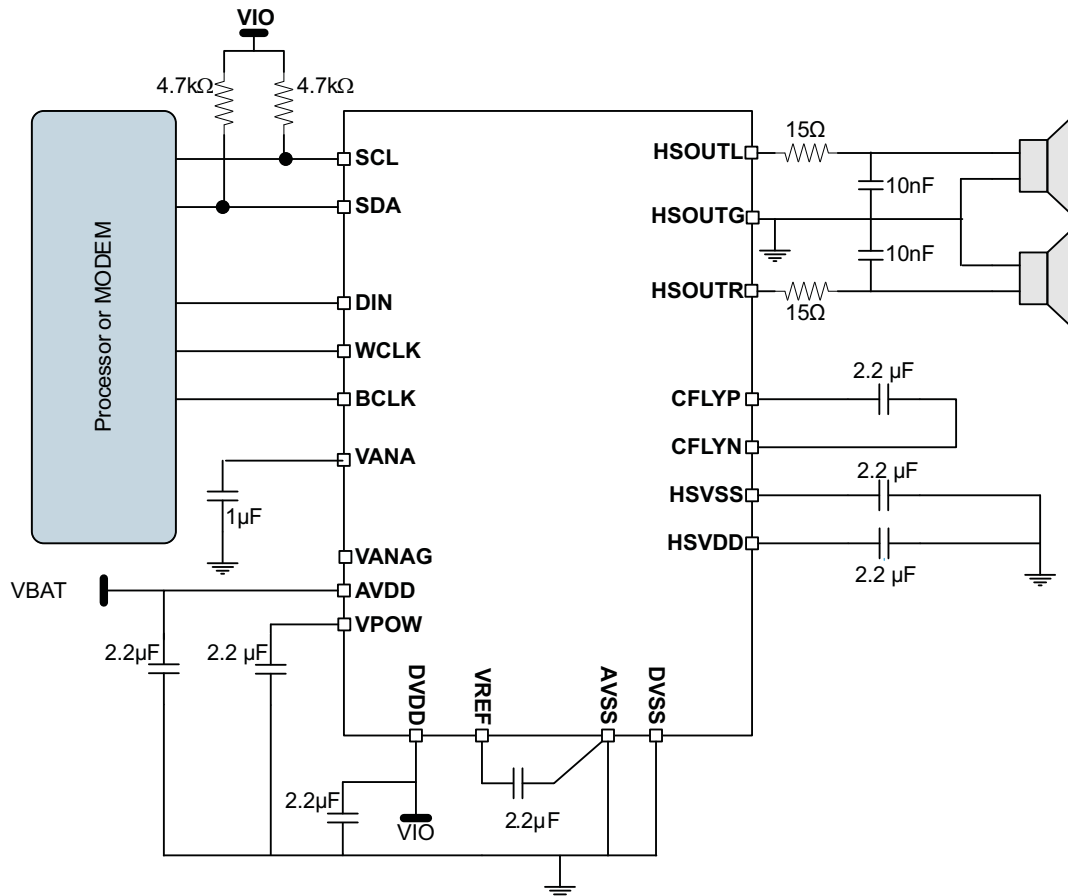 VIO
4.7kΩ
4.7kΩ
Processor or MODEM
SCL
SDA
DIN
WCLK
BCLK
VANA
1µF
VANAG
AVDD
VPOW
VBAT
2.2µF
2.2 µF
DVDD
VREF
AVSS
DVSS
2.2µF
VIO
2.2µF
HSOUTL
15Ω
10nF
HSOUTG
10nF
HSOUTR
15Ω
CFLYP
2.2 µF
CFLYN
HSVSS
2.2 µF
HSVDD
2.2 µF